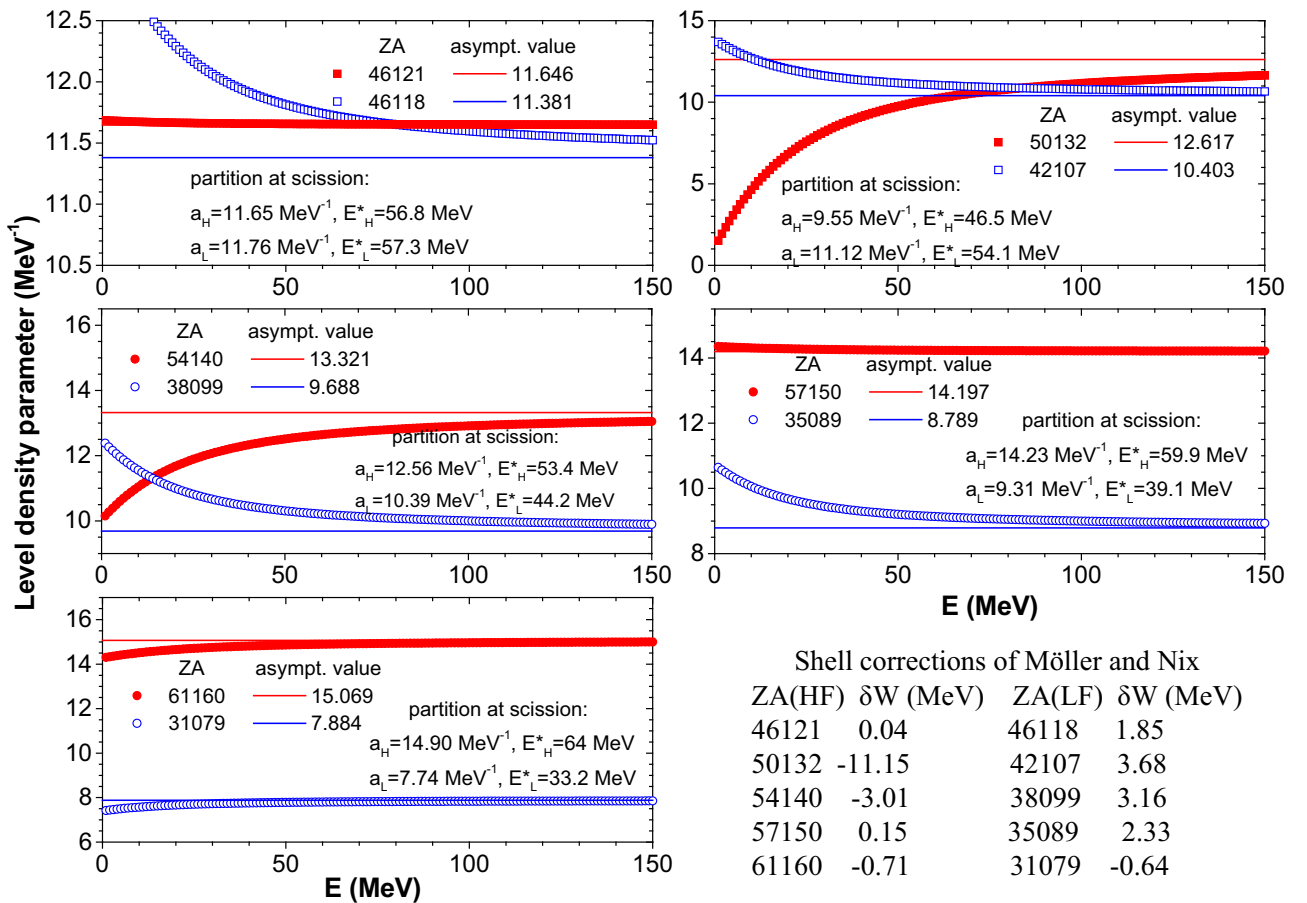 Level density parameter (MeV⁻¹)
12.5
12.0
11.5
11.0
10.5
0 50 100 150
ZA asympt. value
46121 11.646
46118 11.381
partition at scission:
a_H=11.65 MeV⁻¹, E*_H=56.8 MeV
a_L=11.76 MeV⁻¹, E*_L=57.3 MeV
15
10
5
0
0 50 100 150
ZA asympt. value
50132 12.617
42107 10.403
partition at scission:
a_H=9.55 MeV⁻¹, E*_H=46.5 MeV
a_L=11.12 MeV⁻¹, E*_L=54.1 MeV
16
14
12
10
0 50 100 150
ZA asympt. value
54140 13.321
38099 9.688
partition at scission:
a_H=12.56 MeV⁻¹, E*_H=53.4 MeV
a_L=10.39 MeV⁻¹, E*_L=44.2 MeV
14
12
10
8
0 50 100 150
E (MeV)
ZA asympt. value
57150 14.197
35089 8.789
partition at scission:
a_H=14.23 MeV⁻¹, E*_H=59.9 MeV
a_L=9.31 MeV⁻¹, E*_L=39.1 MeV
16
14
12
10
8
6
0 50 100 150
E (MeV)
ZA asympt. value
61160 15.069
31079 7.884
partition at scission:
a_H=14.90 MeV⁻¹, E*_H=64 MeV
a_L=7.74 MeV⁻¹, E*_L=33.2 MeV
Shell corrections of Möller and Nix
ZA(HF) δW (MeV) ZA(LF) δW (MeV)
46121 0.04 46118 1.85
50132 -11.15 42107 3.68
54140 -3.01 38099 3.16
57150 0.15 35089 2.33
61160 -0.71 31079 -0.64